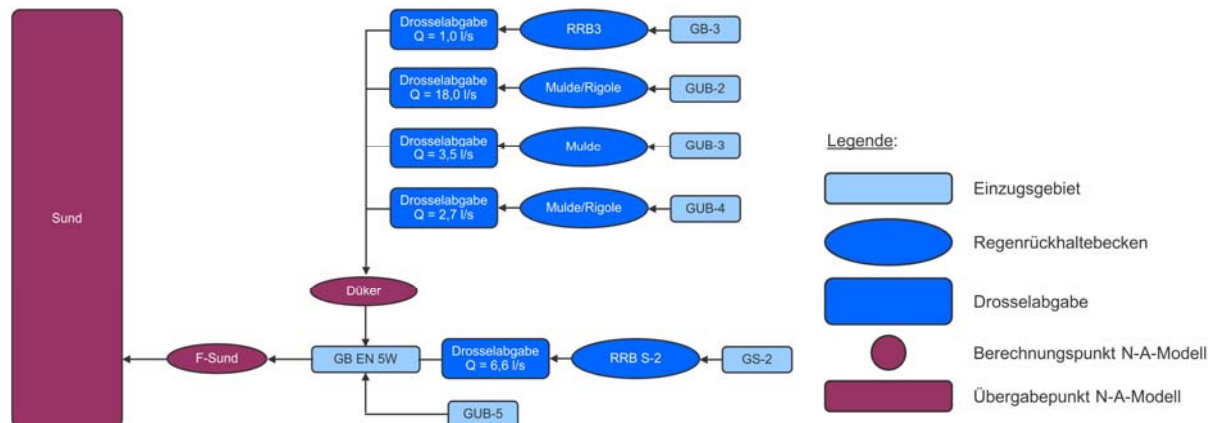 Drosselabgabe
Q = 1,0 l/s
RRB3
GB-3
Drosselabgabe
Q = 18,0 l/s
Mulde/Rigole
GUB-2
Drosselabgabe
Q = 3,5 l/s
Mulde
GUB-3
Drosselabgabe
Q = 2,7 l/s
Mulde/Rigole
GUB-4
Sund
Düker
F-Sund
GB EN 5W
Drosselabgabe
Q = 6,6 l/s
RRB S-2
GS-2
GUB-5
Legende:
Einzugsgebiet
Regenrückhaltebecken
Drosselabgabe
Berechnungspunkt N-A-Modell
Übergabepunkt N-A-Modell